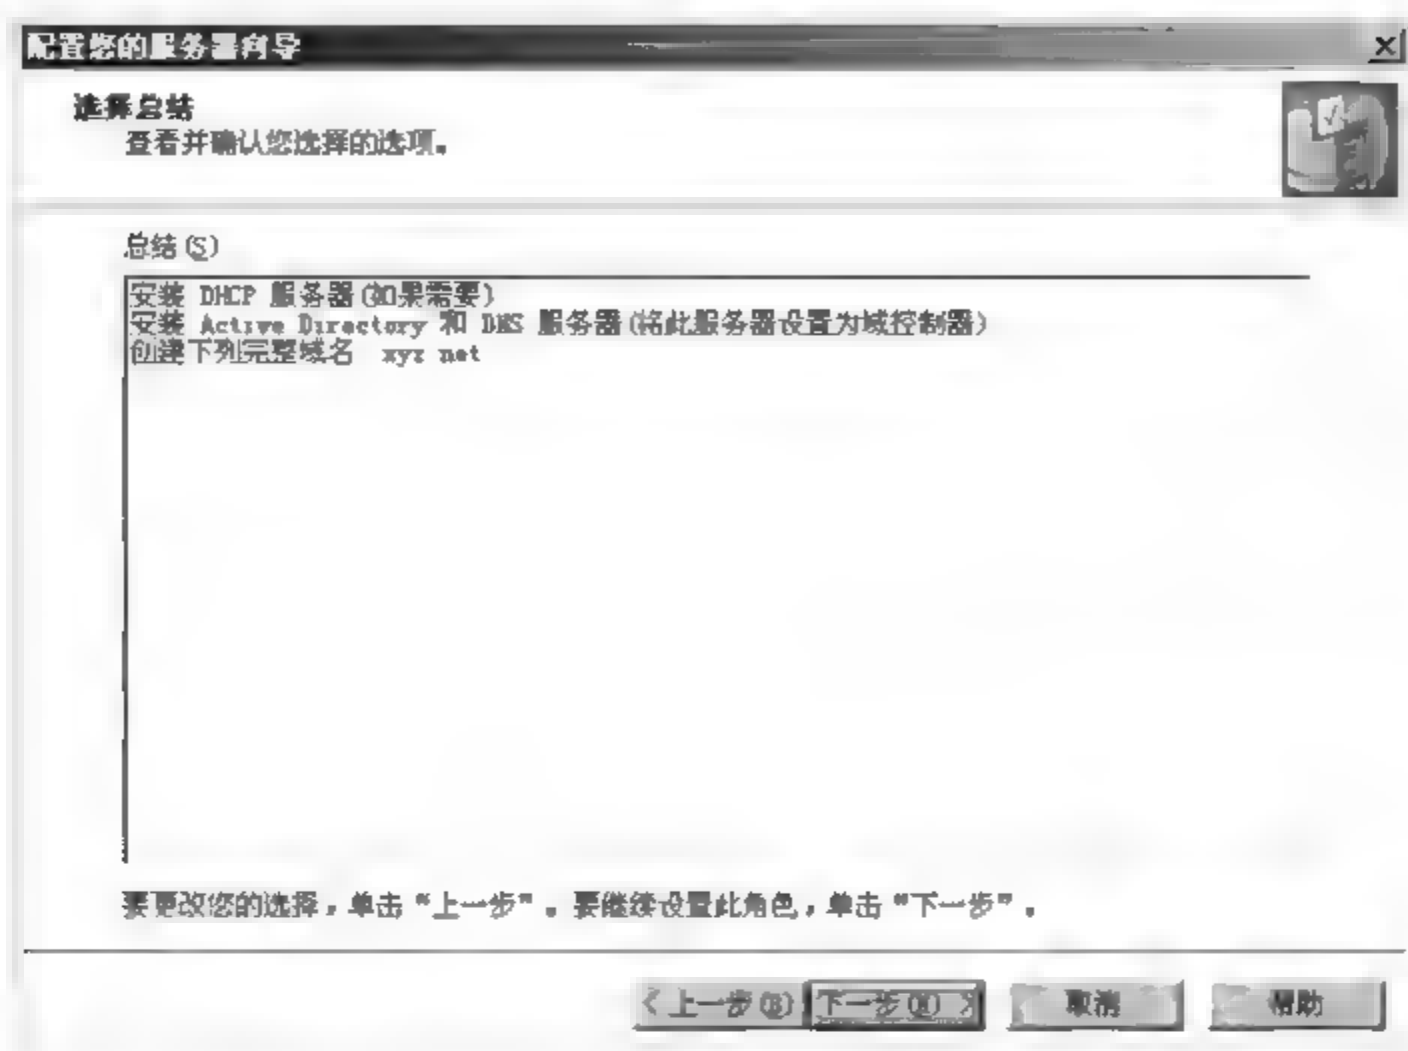 配置您的服务器向导
选择总结
查看并确认您选择的选项。
总结(S)
安装 DHCP 服务器(如果需要)
安装 Active Directory 和 DNS 服务器(将此服务器设置为域控制器)
创建下列完整域名 xyz net
要更改您的选择，单击“上一步”。要继续设置此角色，单击“下一步”。
< 上一步(B) 下一步(N) > 取消 帮助